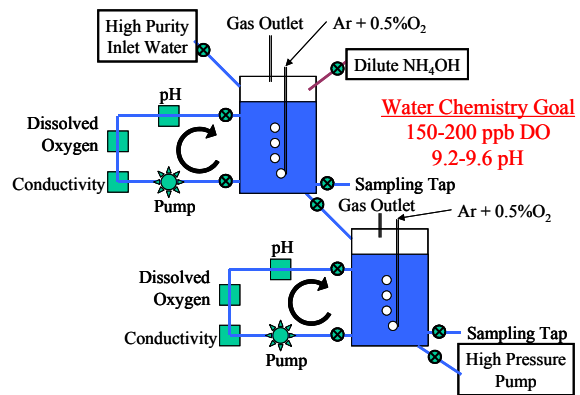 High Purity
Inlet Water
Gas Outlet
Ar + 0.5%O₂
Dilute NH₄OH
pH
Dissolved
Oxygen
Conductivity
Pump
Water Chemistry Goal
150-200 ppb DO
9.2-9.6 pH
Sampling Tap
Gas Outlet
Ar + 0.5%O₂
pH
Dissolved
Oxygen
Conductivity
Pump
Sampling Tap
High Pressure
Pump